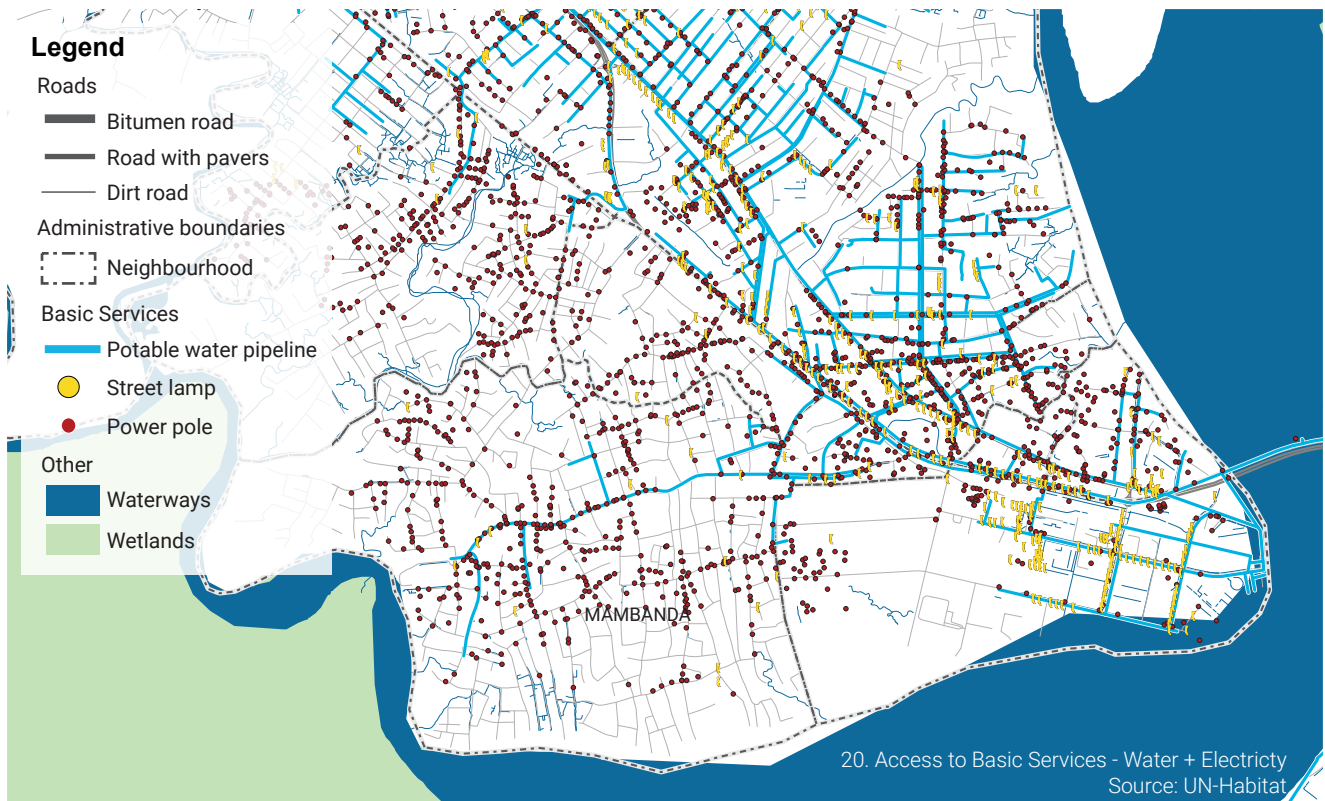 Legend
Roads
Bitumen road
Road with pavers
Dirt road
Administrative boundaries
Neighbourhood
Basic Services
Potable water pipeline
Street lamp
Power pole
Other
Waterways
Wetlands
MAMBANDA
20. Access to Basic Services - Water + Electricty
Source: UN-Habitat